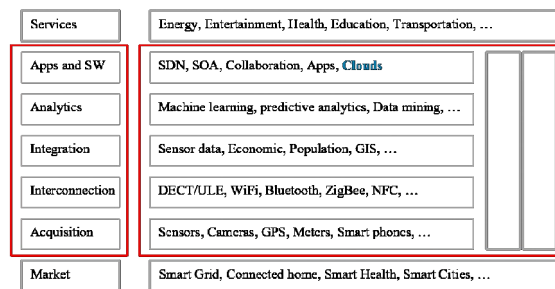 Services Energy, Entertainment, Health, Education, Transportation, …
Apps and SW SDN, SOA, Collaboration, Apps, Clouds
Analytics Machine learning, predictive analytics, Data mining, …
Integration Sensor data, Economic, Population, GIS, …
Interconnection DECT/ULE, WiFi, Bluetooth, ZigBee, NFC, …
Acquisition Sensors, Cameras, GPS, Meters, Smart phones, …
Market Smart Grid, Connected home, Smart Health, Smart Cities, …